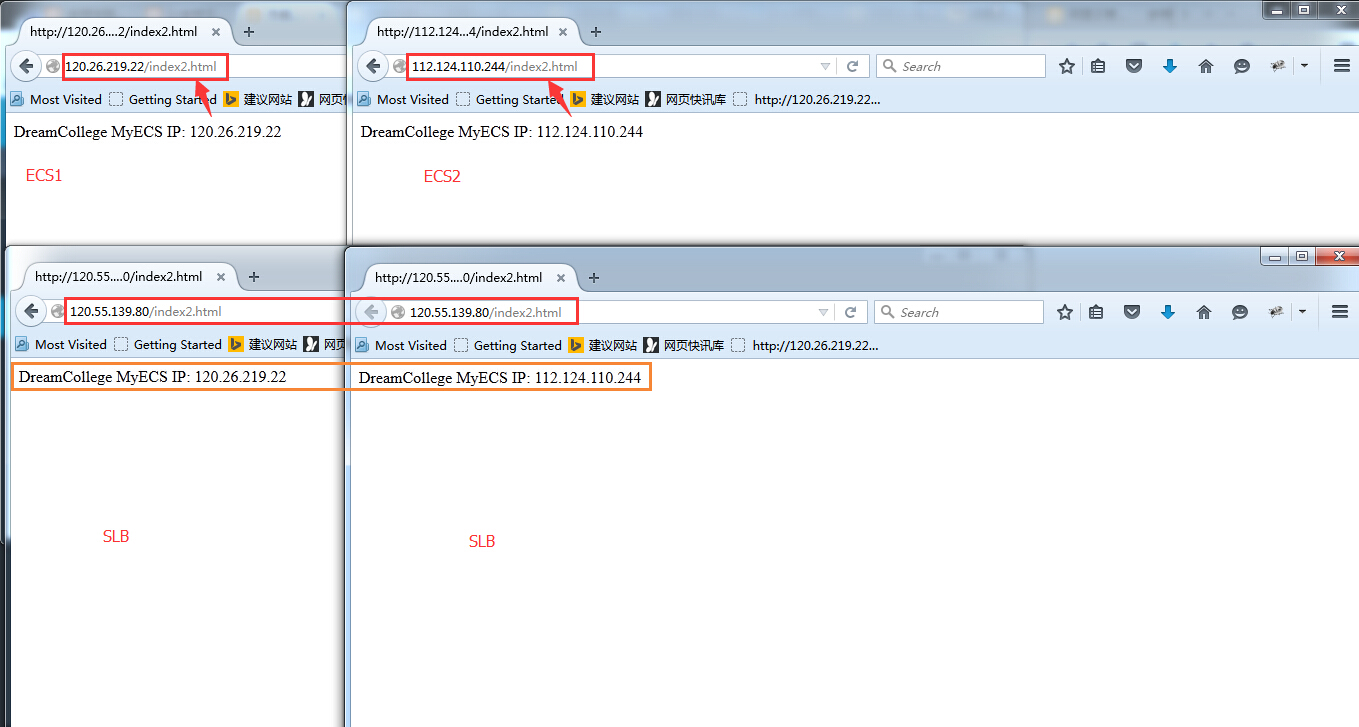 http://120.26....2/index2.html
120.26.219.22/index2.html
Most Visited Getting Started 建议网站 网页快
DreamCollege MyECS IP: 120.26.219.22
ECS1
http://112.124...4/index2.html
112.124.110.244/index2.html Search
Most Visited Getting Started 建议网站 网页快讯库 http://120.26.219.22...
DreamCollege MyECS IP: 112.124.110.244
ECS2
http://120.55....0/index2.html
120.55.139.80/index2.html
Most Visited Getting Started 建议网站 网页
DreamCollege MyECS IP: 120.26.219.22
SLB
http://120.55....0/index2.html
120.55.139.80/index2.html Search
Most Visited Getting Started 建议网站 网页快讯库 http://120.26.219.22...
DreamCollege MyECS IP: 112.124.110.244
SLB